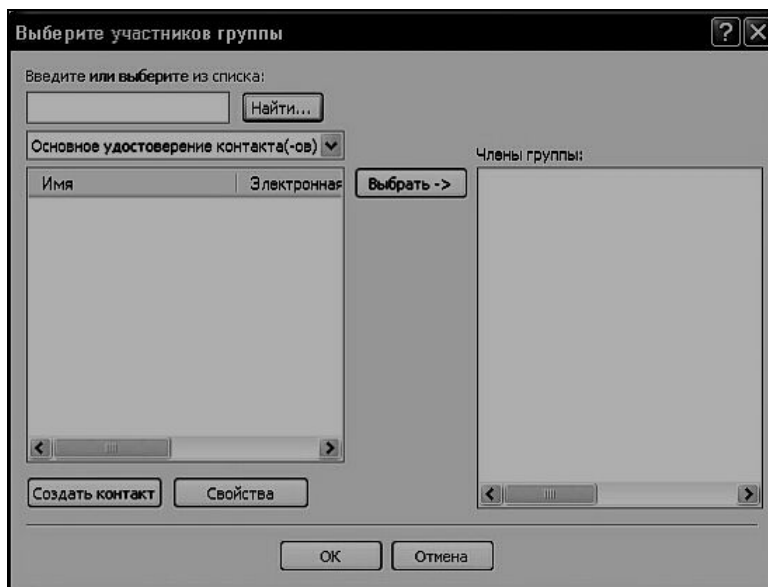 Выберите участников группы
Введите или выберите из списка:
Найти...
Основное удостоверение контакта(-ов)
Члены группы:
Имя
Электронная
Выбрать ->
Создать контакт
Свойства
OK
Отмена